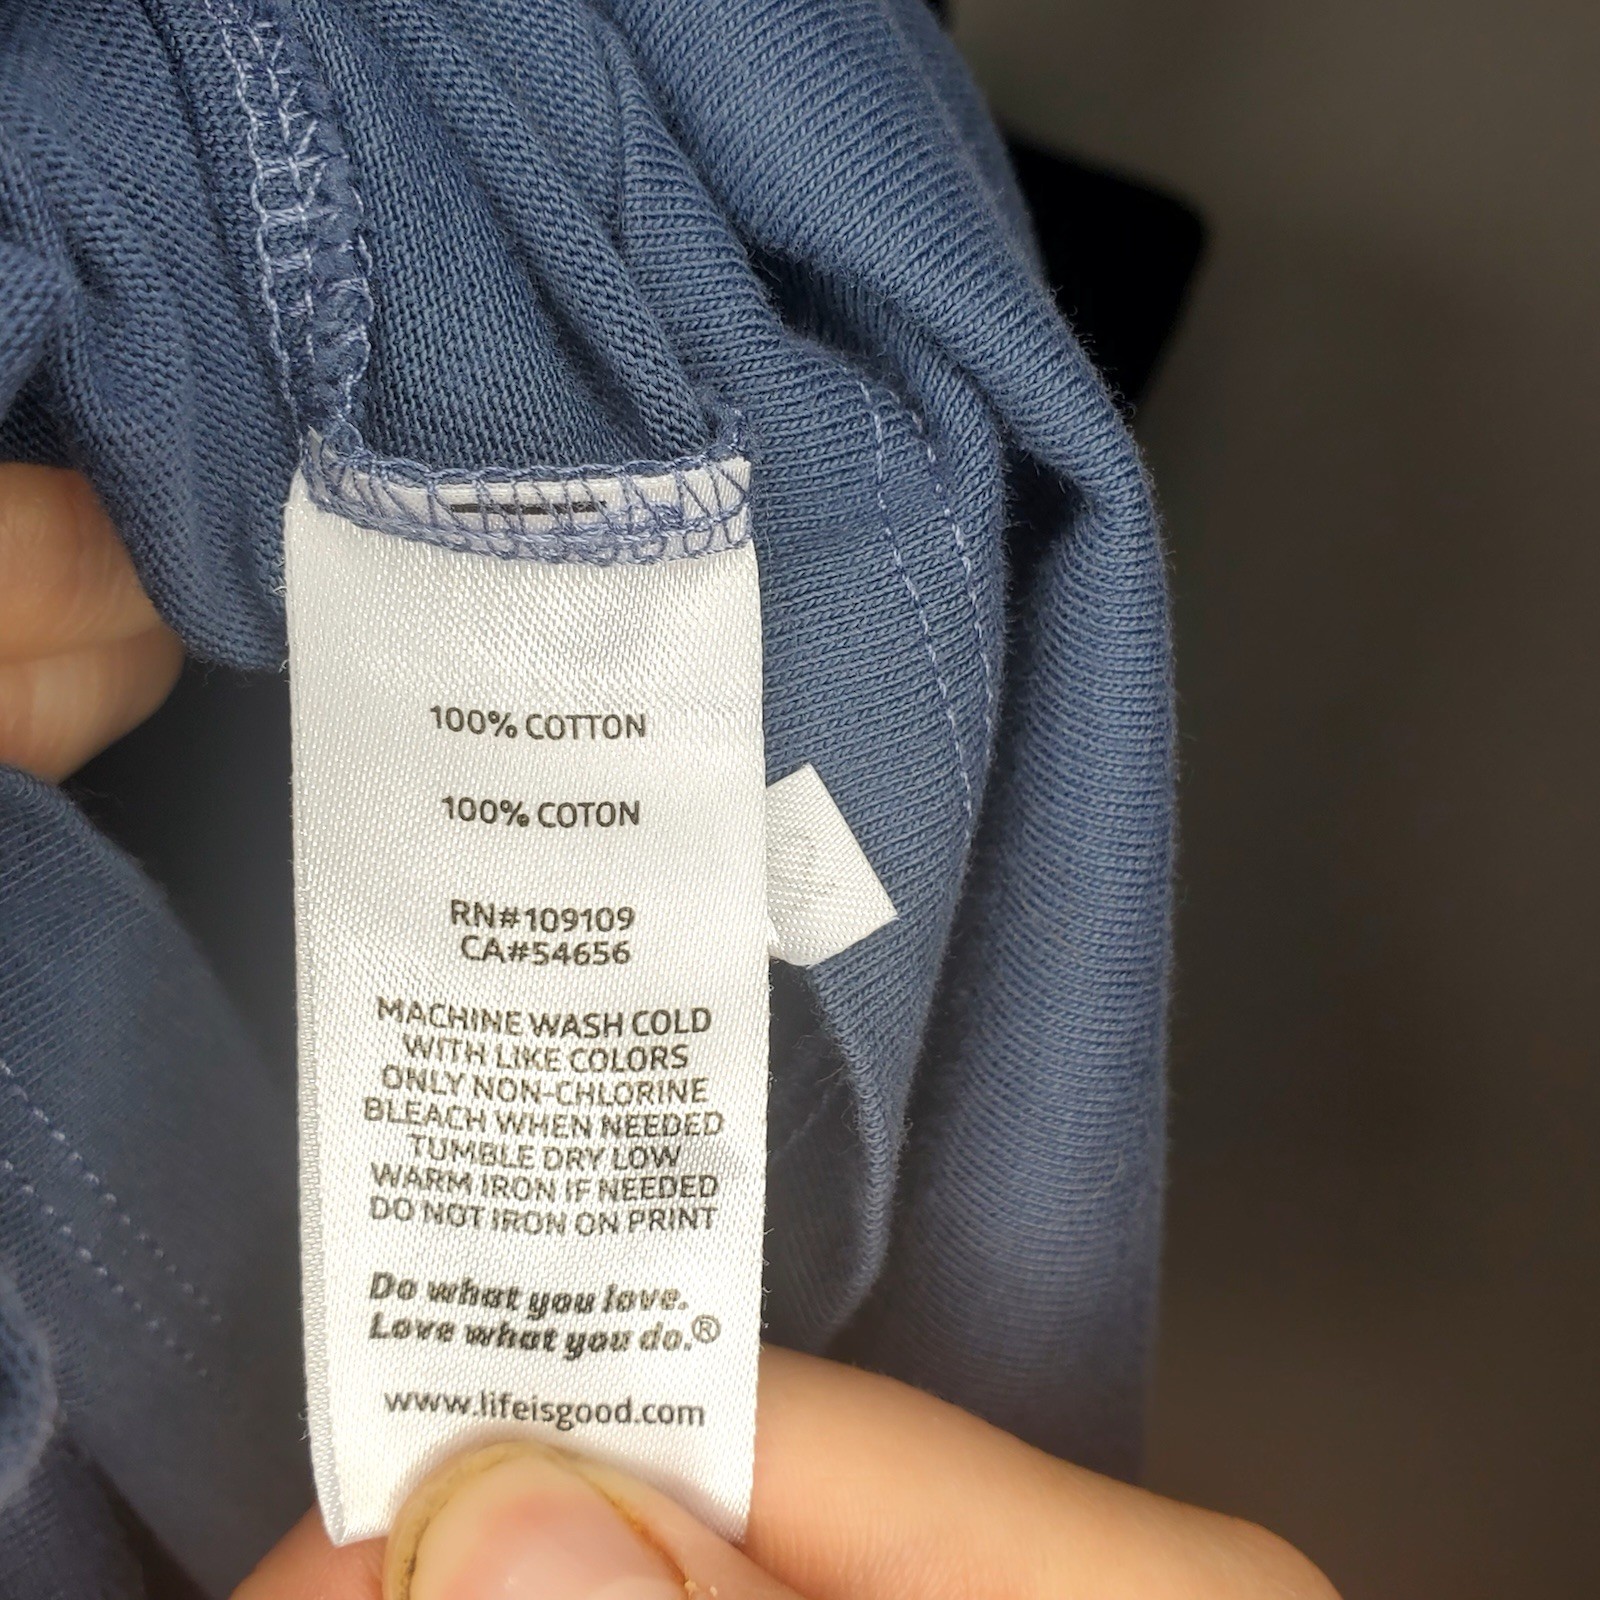 100% COTTON
100% COTON
RN#109109
CA#54656
MACHINE WASH COLD
WITH LIKE COLORS
ONLY NON-CHLORINE
BLEACH WHEN NEEDED
TUMBLE DRY LOW
WARM IRON IF NEEDED
DO NOT IRON ON PRINT
Do what you love.
Love what you do.®
www.lifeisgood.com